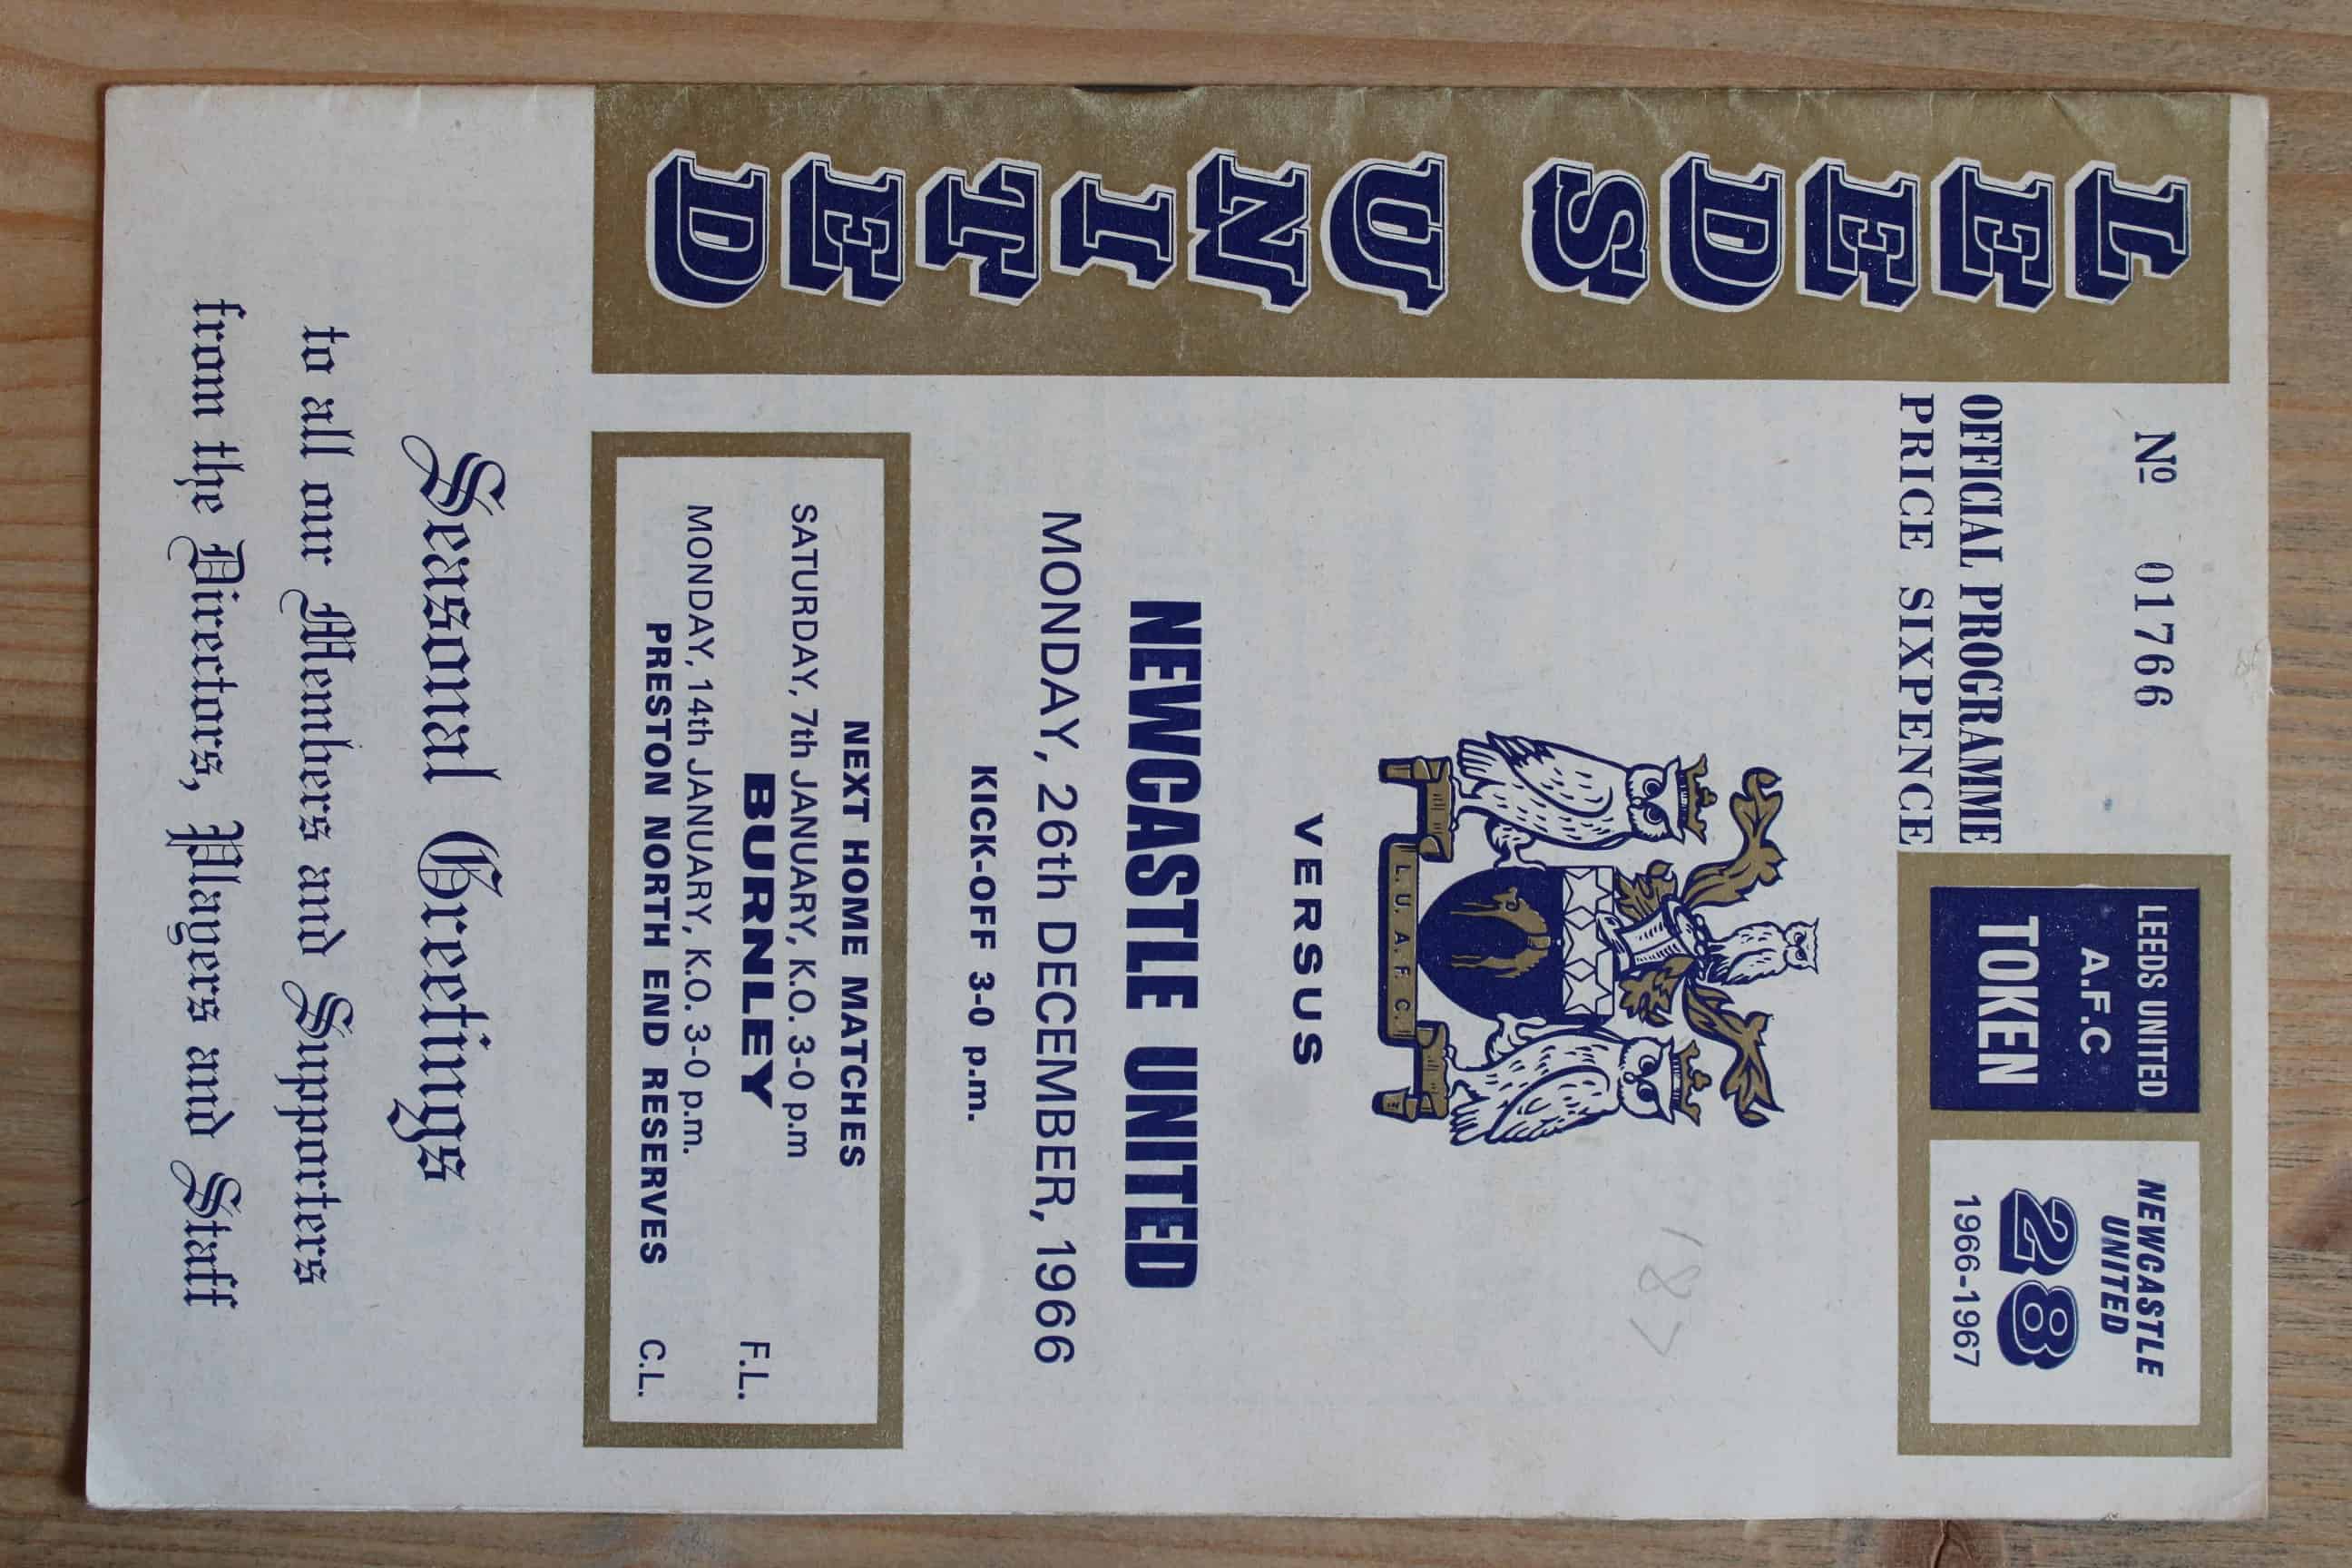 LEEDS UNITED
Nº 01766
OFFICIAL PROGRAMME
PRICE SIXPENCE
LEEDS UNITED
A.F.C
TOKEN
NEWCASTLE
UNITED
28
1966-1967
L. U. A. F. C.
VERSUS
NEWCASTLE UNITED
MONDAY, 26th DECEMBER, 1966
KICK-OFF 3-0 p.m.
NEXT HOME MATCHES
SATURDAY, 7th JANUARY, K.O. 3-0 p.m
BURNLEY F.L.
MONDAY, 14th JANUARY, K.O. 3-0 p.m.
PRESTON NORTH END RESERVES C.L.
Seasonal Greetings
to all our Members and Supporters
from the Directors, Players and Staff